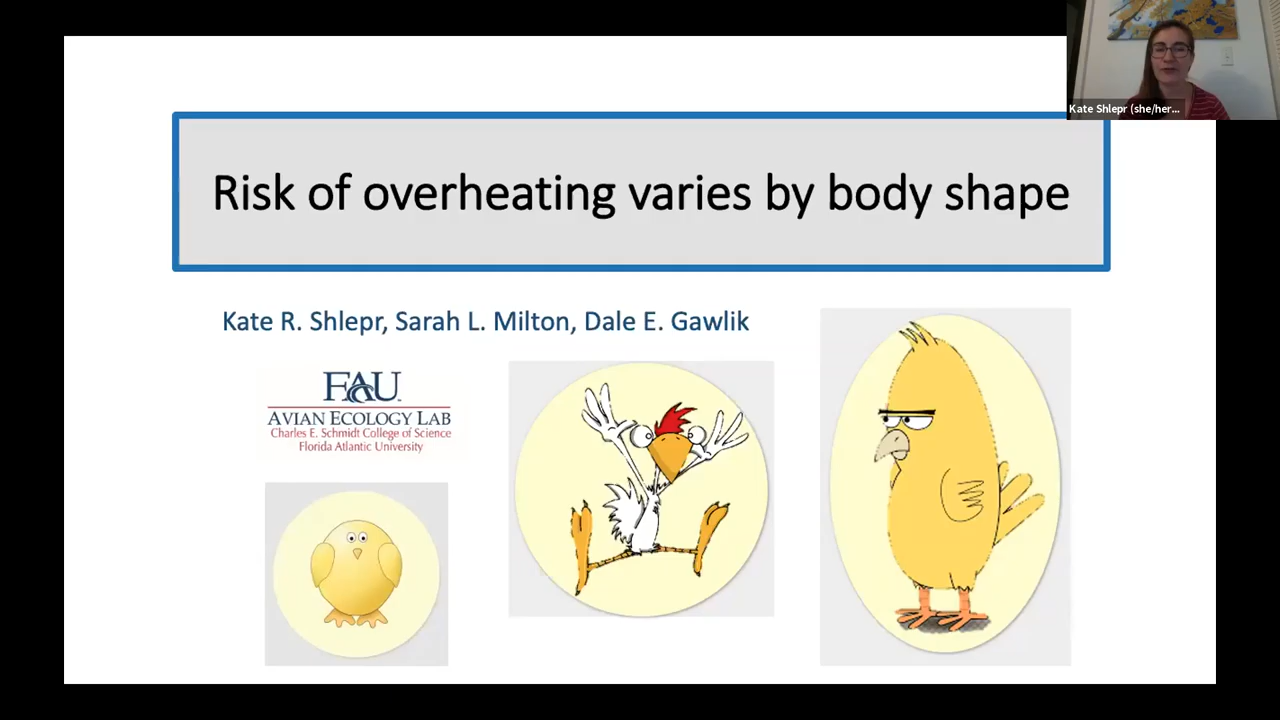 Kate Shlepr (she/her...
Risk of overheating varies by body shape
Kate R. Shlepr, Sarah L. Milton, Dale E. Gawlik
FAU
AVIAN ECOLOGY LAB
Charles E. Schmidt College of Science
Florida Atlantic University